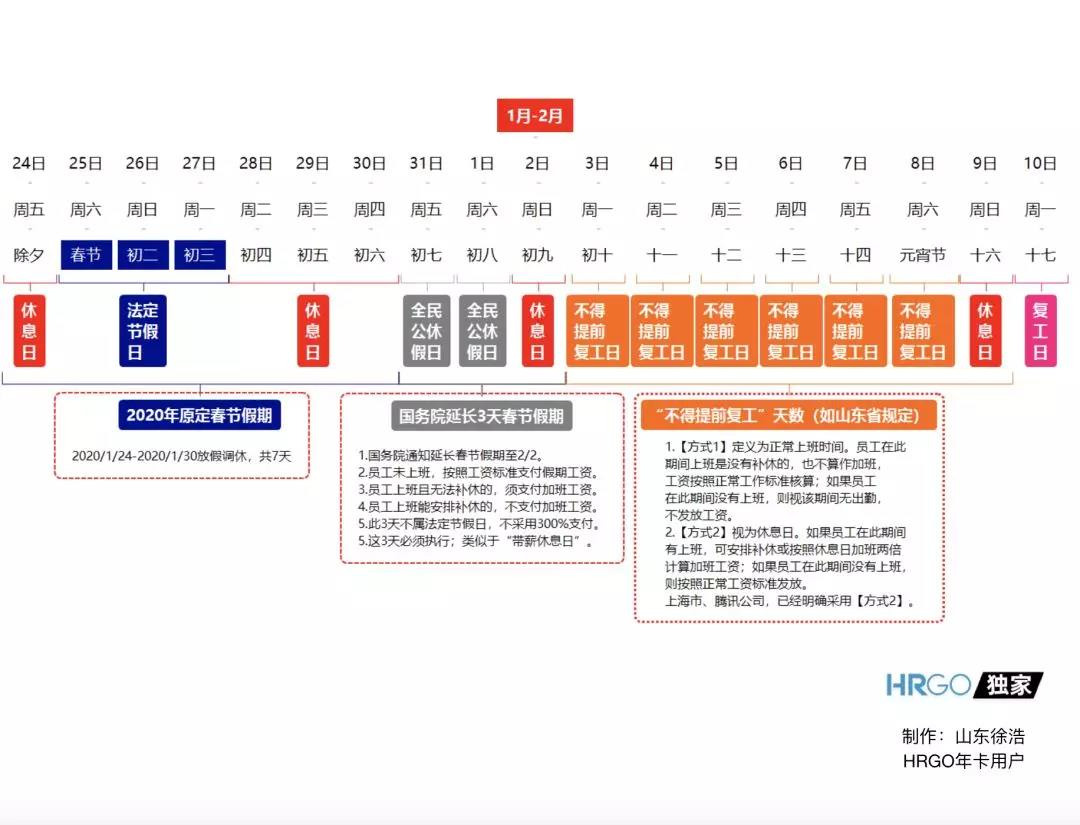 1月-2月
24日 25日 26日 27日 28日 29日 30日 31日 1日 2日 3日 4日 5日 6日 7日 8日 9日 10日
周五 周六 周日 周一 周二 周三 周四 周五 周六 周日 周一 周二 周三 周四 周五 周六 周日 周一
除夕 春节 初二 初三 初四 初五 初六 初七 初八 初九 初十 十一 十二 十三 十四 元宵节 十六 十七
休 法定 休 全民 全民 休 不得 不得 不得 不得 不得 不得 休 复
息 节假 息 公休 公休 息 提前 提前 提前 提前 提前 提前 息 工
日 日 日 假日 假日 日 复工日 复工日 复工日 复工日 复工日 复工日 日 日
2020年原定春节假期
2020/1/24-2020/1/30放假调休，共7天
国务院延长3天春节假期
1.国务院通知延长春节假期至2/2。
2.员工未上班，按照工资标准支付假期工资。
3.员工上班且无法补休的，须支付加班工资。
4.员工上班能安排补休的，不支付加班工资。
5.此3天不属法定节假日，不采用300%支付。
5.这3天必须执行；类似于“带薪休息日”。
“不得提前复工”天数（如山东省规定）
1.【方式1】定义为正常上班时间。员工在此
期间上班是没有补休的，也不算作加班，
工资按照正常工作标准核算；如果员工
在此期间没有上班，则视该期间无出勤，
不发放工资。
2.【方式2】视为休息日。如果员工在此期间
有上班，可安排补休或按照休息日加班两倍
计算加班工资；如果员工在此期间没有上班，
则按照正常工资标准发放。
上海市、腾讯公司，已经明确采用【方式2】。
HRGO独家
制作：山东徐浩
HRGO年卡用户